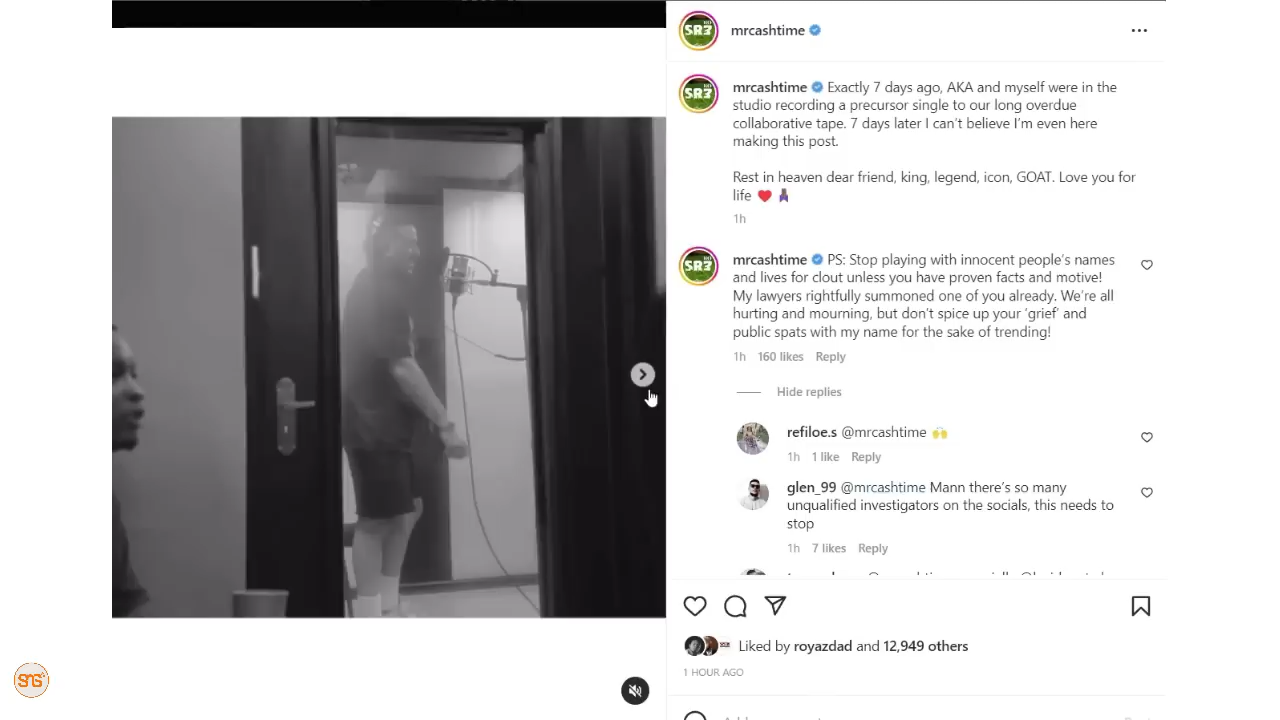 mrcashtime
mrcashtime Exactly 7 days ago, AKA and myself were in the
studio recording a precursor single to our long overdue
collaborative tape. 7 days later I can't believe I'm even here
making this post.
Rest in heaven dear friend, king, legend, icon, GOAT. Love you for
life ❤️
1h
mrcashtime PS: Stop playing with innocent people's names
and lives for clout unless you have proven facts and motive!
My lawyers rightfully summoned one of you already. We're all
hurting and mourning, but don't spice up your 'grief' and
public spats with my name for the sake of trending!
1h 160 likes Reply
Hide replies
refiloe.s @mrcashtime 🙌
1h 1 like Reply
glen_99 @mrcashtime Mann there's so many
unqualified investigators on the socials, this needs to
stop
1h 7 likes Reply
Liked by royazdad and 12,949 others
1 HOUR AGO
SR3
SR3
SR3
SNS